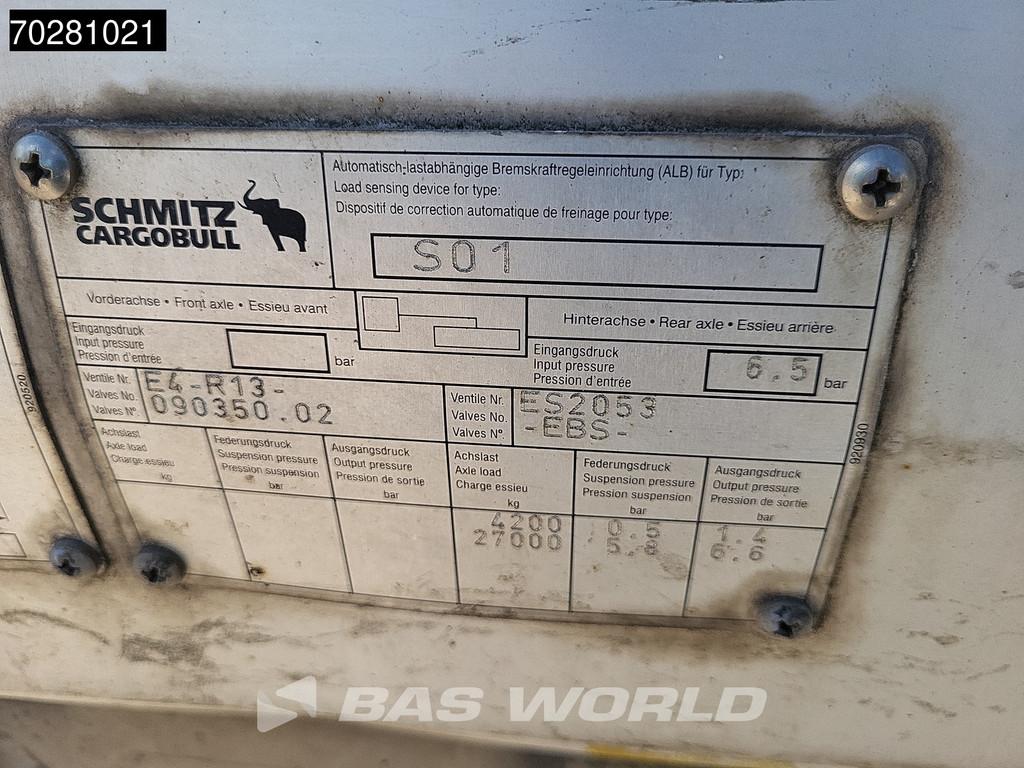 70281021
SCHMITZ
CARGOBULL
Automatisch-lastabhängige Bremskraftregeleinrichtung (ALB) für Typ:
Load sensing device for type:
Dispositif de correction automatique de freinage pour type:
S01
Vorderachse • Front axle • Essieu avant
Hinterachse • Rear axle • Essieu arrière
Eingangsdruck
Input pressure
Pression d'entrée
bar
Eingangsdruck
Input pressure
Pression d'entrée
6.5 bar
Ventile Nr.
Valves No.
Valves N°.
E4-R13-
090350.02
Ventile Nr.
Valves No.
Valves N°.
ES2053
-EBS-
Achslast
Axle load
Charge essieu
kg
Federungsdruck
Suspension pressure
Pression suspension
bar
Ausgangsdruck
Output pressure
Pression de sortie
bar
Achslast
Axle load
Charge essieu
kg
Federungsdruck
Suspension pressure
Pression suspension
bar
Ausgangsdruck
Output pressure
Pression de sortie
bar
4200 0.5 1.4
27000 5.8 6.6
920520
920930
BAS WORLD